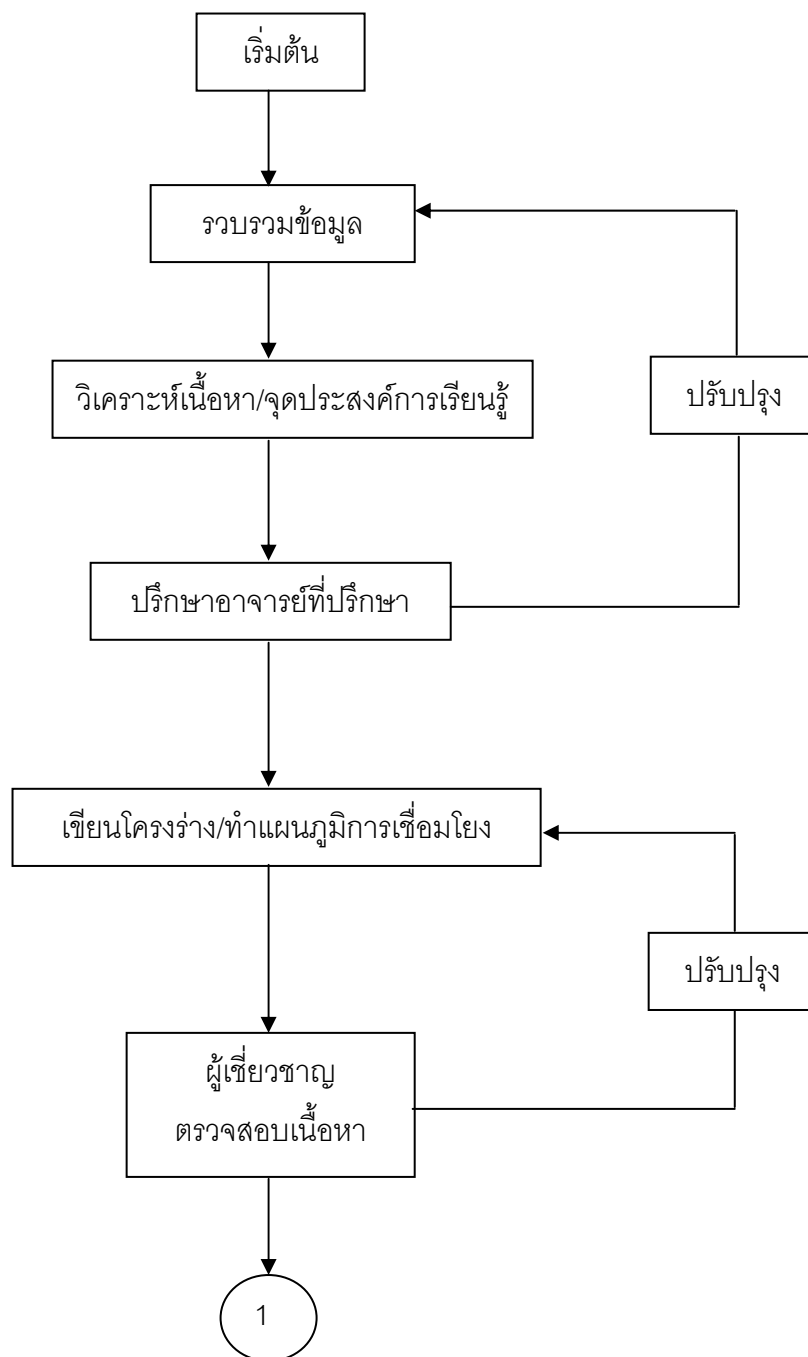 เริ่มต้น
รวบรวมข้อมูล
วิเคราะห์เนื้อหา/จุดประสงค์การเรียนรู้
ปรับปรุง
ปรึกษาอาจารย์ที่ปรึกษา
เขียนโครงร่าง/ทำแผนภูมิการเชื่อมโยง
ปรับปรุง
ผู้เชี่ยวชาญ
ตรวจสอบเนื้อหา
1